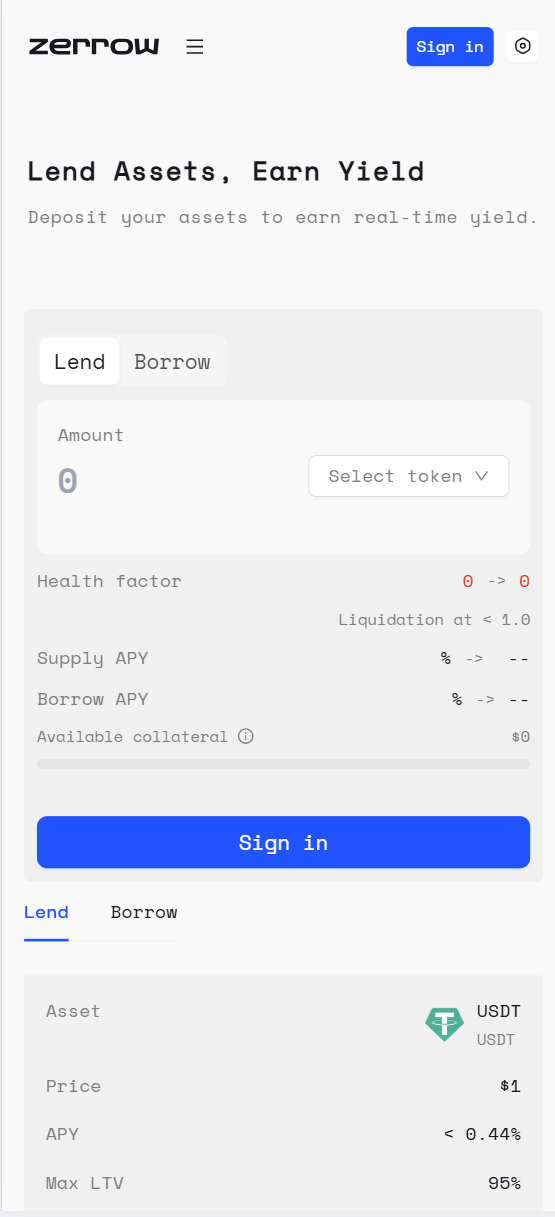 zerrow
Sign in
Lend Assets, Earn Yield
Deposit your assets to earn real-time yield.
Lend Borrow
Amount
0
Select token
Health factor 0 -> 0
Liquidation at < 1.0
Supply APY % -> --
Borrow APY % -> --
Available collateral $0
Sign in
Lend Borrow
Asset USDT
USDT
Price $1
APY < 0.44%
Max LTV 95%